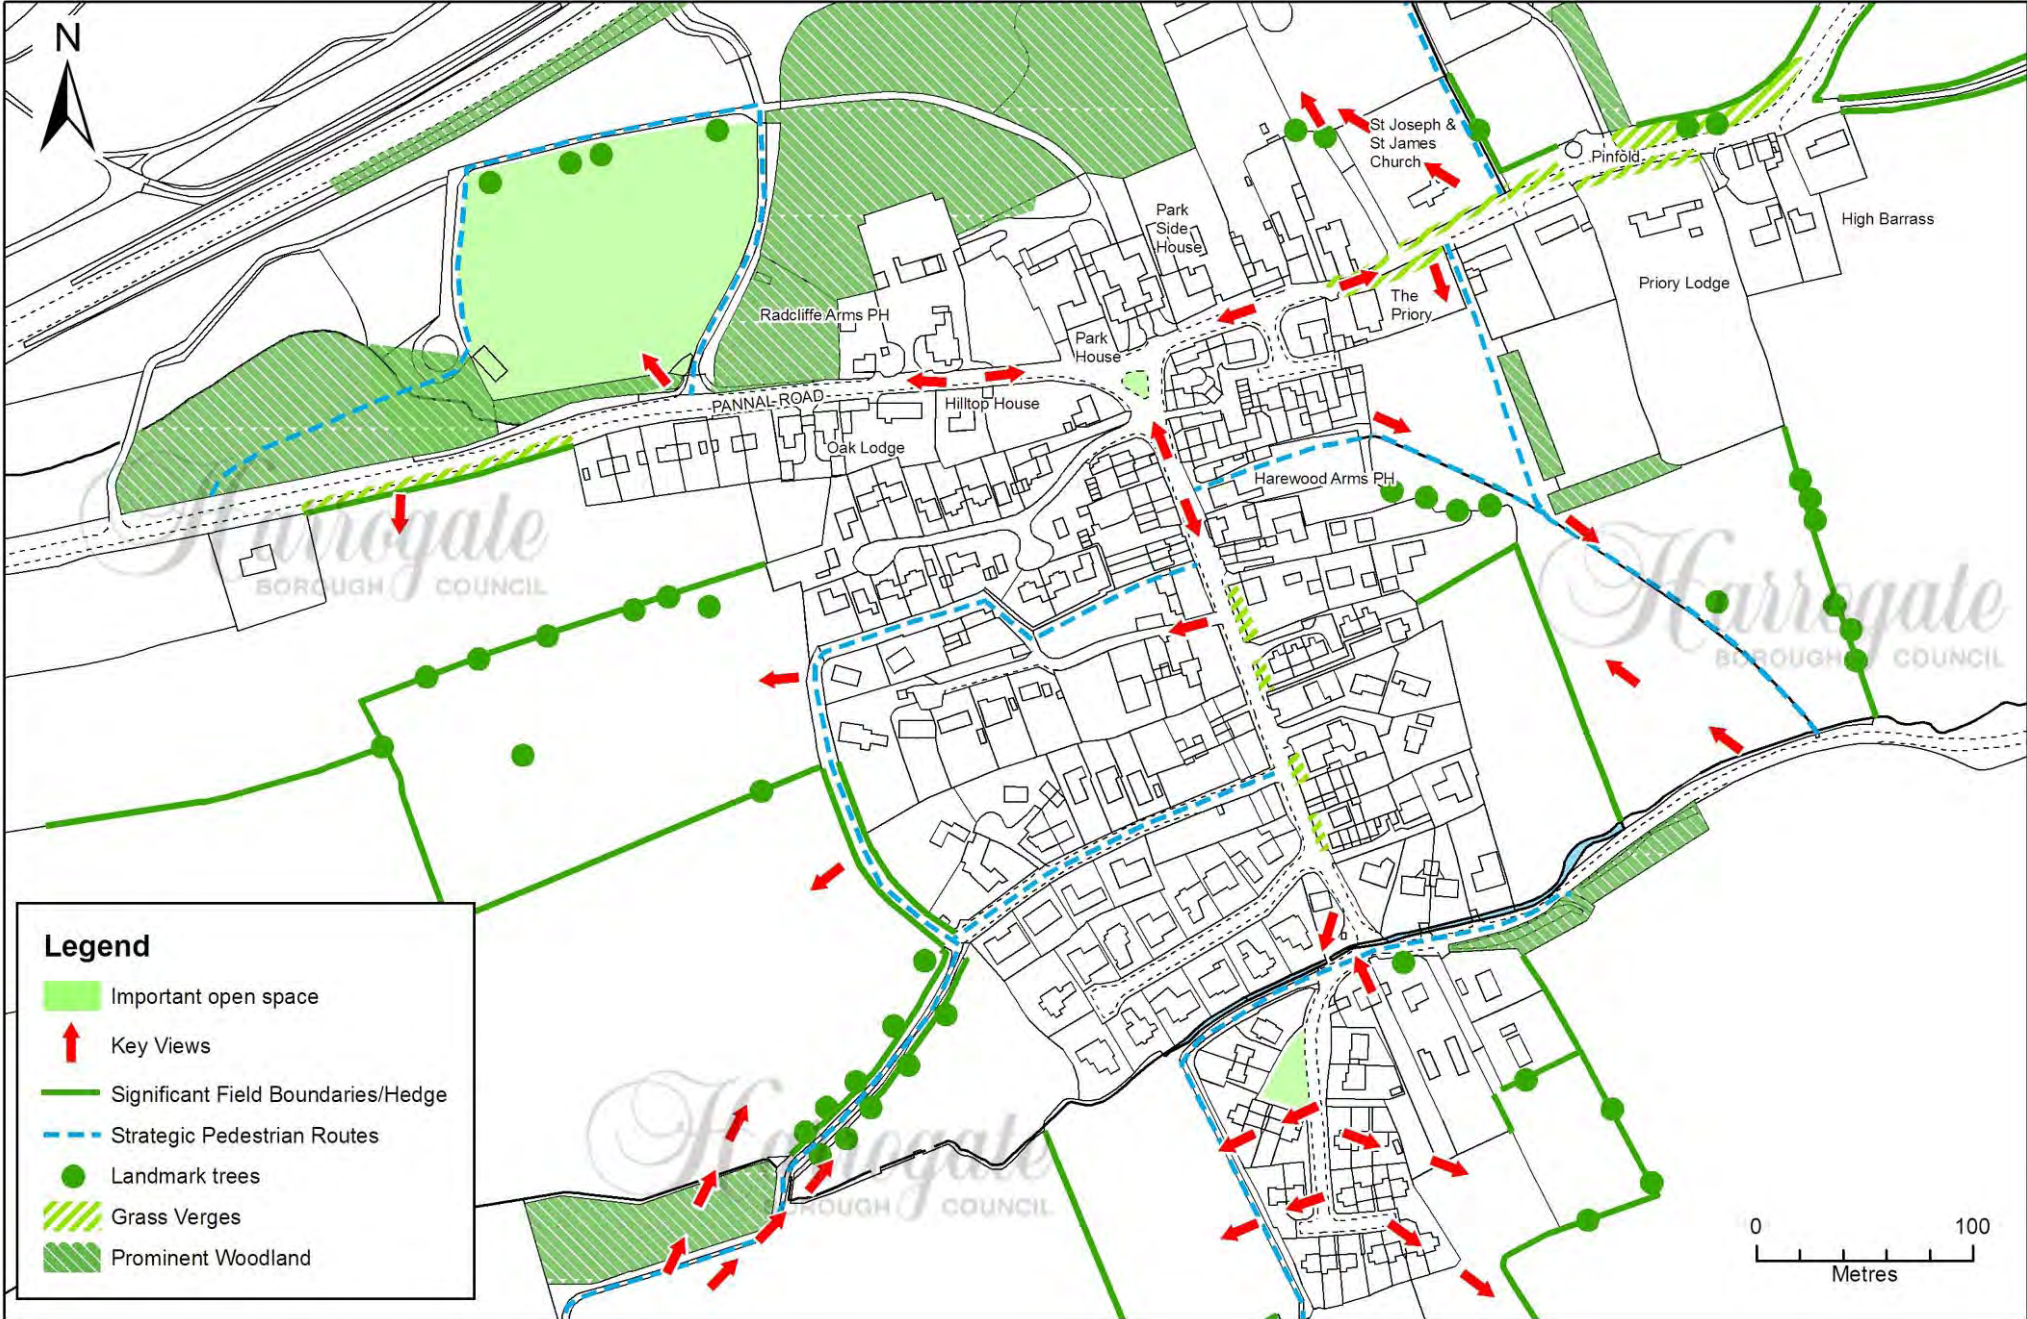 N
St Joseph &
St James
Church
Pinfold
High Barrass
Park
Side
House
Priory Lodge
The
Priory
Radcliffe Arms PH
Park
House
PANNAL ROAD
Hilltop House
Oak Lodge
Harewood Arms PH
Harrogate
BOROUGH COUNCIL
Harrogate
BOROUGH COUNCIL
Harrogate
BOROUGH COUNCIL
Legend
Important open space
Key Views
Significant Field Boundaries/Hedge
Strategic Pedestrian Routes
Landmark trees
Grass Verges
Prominent Woodland
0 100
Metres